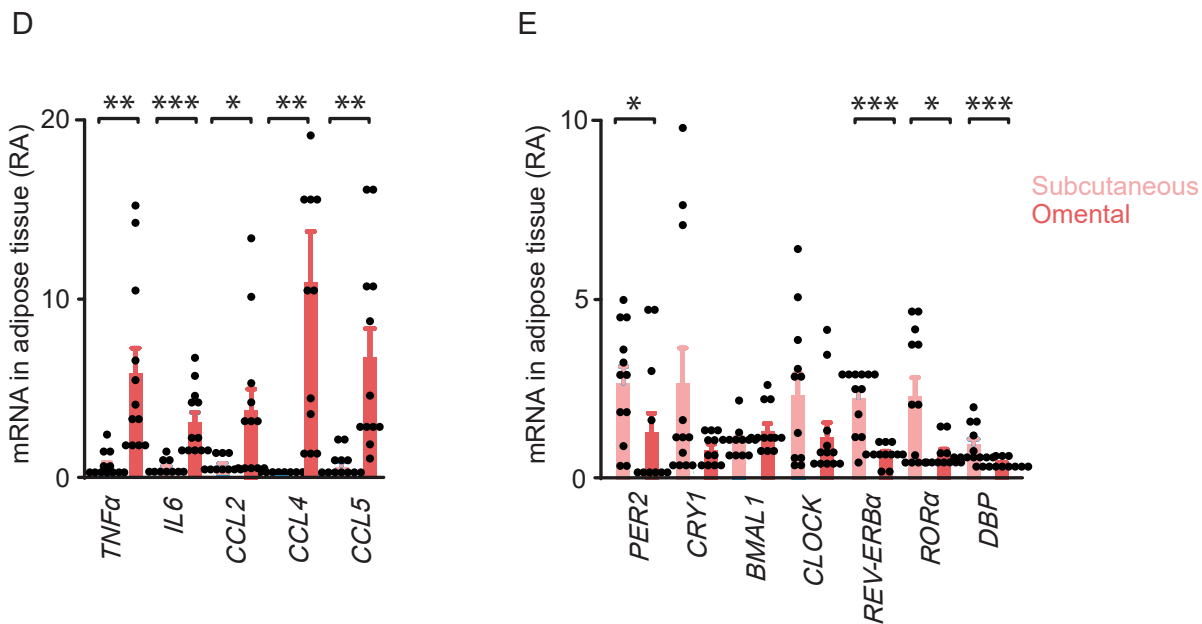 D
mRNA in adipose tissue (RA)
20
10
0
** *** * ** **
TNFα
IL6
CCL2
CCL4
CCL5
E
mRNA in adipose tissue (RA)
10
5
0
* *** * ***
PER2
CRY1
BMAL1
CLOCK
REV-ERBα
RORα
DBP
Subcutaneous
Omental